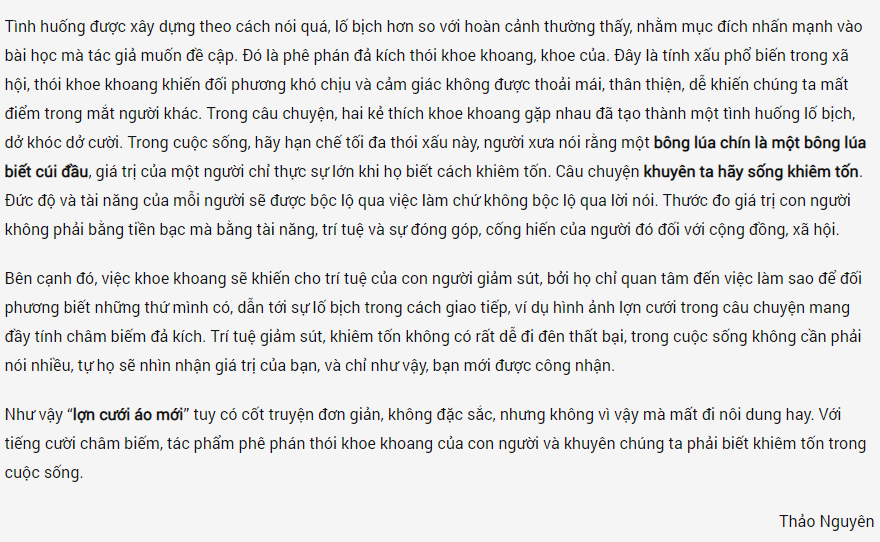 Tình huống được xây dựng theo cách nói quá, lố bịch hơn so với hoàn cảnh thường thấy, nhằm mục đích nhấn mạnh vào
bài học mà tác giả muốn đề cập. Đó là phê phán đả kích thói khoe khoang, khoe của. Đây là tính xấu phổ biến trong xã
hội, thói khoe khoang khiến đối phương khó chịu và cảm giác không được thoải mái, thân thiện, dễ khiến chúng ta mất
điểm trong mắt người khác. Trong câu chuyện, hai kẻ thích khoe khoang gặp nhau đã tạo thành một tình huống lố bịch,
dở khóc dở cười. Trong cuộc sống, hãy hạn chế tối đa thói xấu này, người xưa nói rằng một bông lúa chín là một bông lúa
biết cúi đầu, giá trị của một người chỉ thực sự lớn khi họ biết cách khiêm tốn. Câu chuyện khuyên ta hãy sống khiêm tốn.
Đức độ và tài năng của mỗi người sẽ được bộc lộ qua việc làm chứ không bộc lộ qua lời nói. Thước đo giá trị con người
không phải bằng tiền bạc mà bằng tài năng, trí tuệ và sự đóng góp, cống hiến của người đó đối với cộng đồng, xã hội.
Bên cạnh đó, việc khoe khoang sẽ khiến cho trí tuệ của con người giảm sút, bởi họ chỉ quan tâm đến việc làm sao để đối
phương biết những thứ mình có, dẫn tới sự lố bịch trong cách giao tiếp, ví dụ hình ảnh lợn cưới trong câu chuyện mang
đầy tính châm biếm đả kích. Trí tuệ giảm sút, khiêm tốn không có rất dễ đi đên thất bại, trong cuộc sống không cần phải
nói nhiều, tự họ sẽ nhìn nhận giá trị của bạn, và chỉ như vậy, bạn mới được công nhận.
Như vậy “lợn cưới áo mới” tuy có cốt truyện đơn giản, không đặc sắc, nhưng không vì vậy mà mất đi nôi dung hay. Với
tiếng cười châm biếm, tác phẩm phê phán thói khoe khoang của con người và khuyên chúng ta phải biết khiêm tốn trong
cuộc sống.
Thảo Nguyên